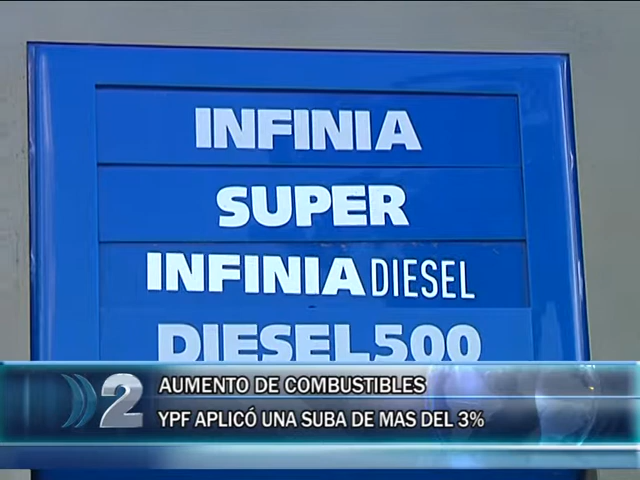 INFINIA
SUPER
INFINIA DIESEL
DIESEL500
2
AUMENTO DE COMBUSTIBLES
YPF APLICÓ UNA SUBA DE MAS DEL 3%